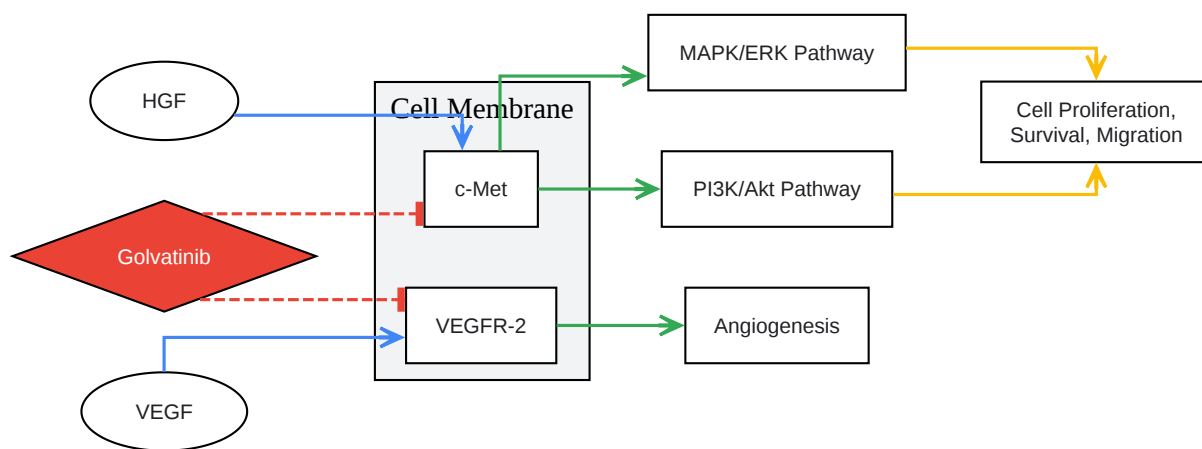 MAPK/ERK Pathway
HGF
Cell Membrane
Cell Proliferation,
Survival, Migration
c-Met
PI3K/Akt Pathway
Golvatinib
VEGFR-2
Angiogenesis
VEGF